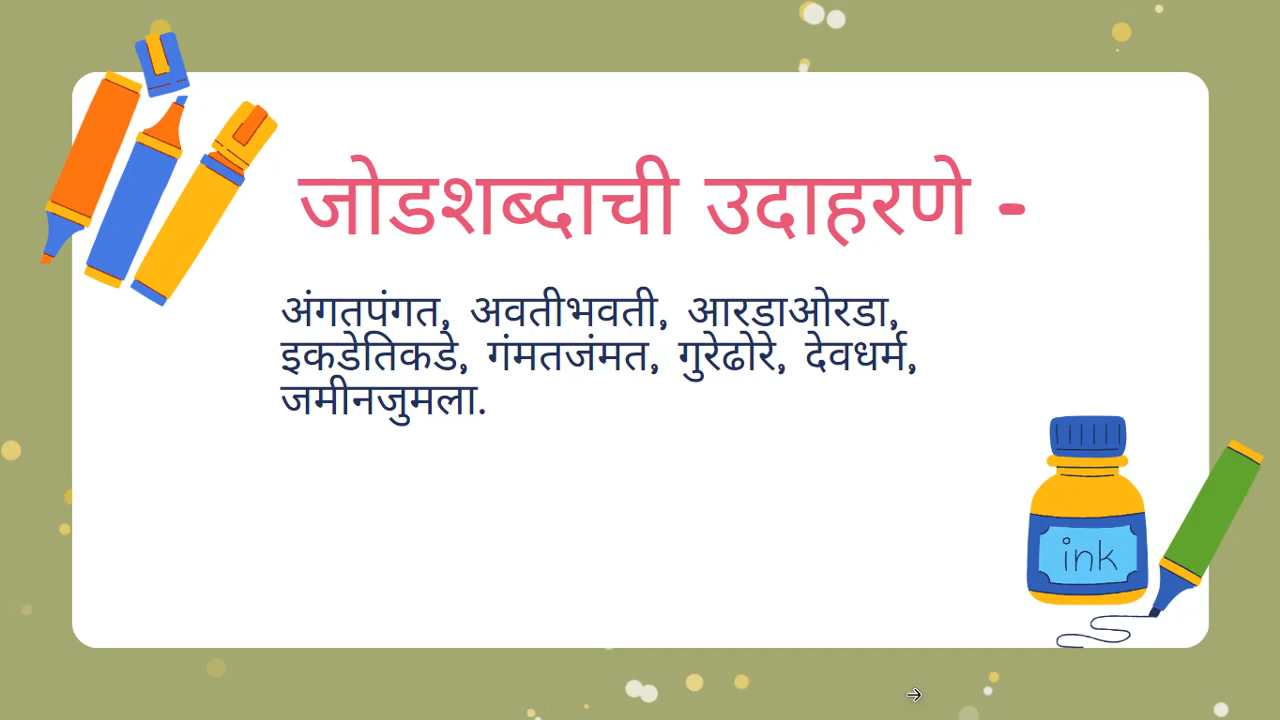 जोडशब्दाची उदाहरणे -
अंगतपंगत, अवतीभवती, आरडाओरडा,
इकडेतिकडे, गंमतजंमत, गुरेढोरे, देवधर्म,
जमीनजुमला.
ink